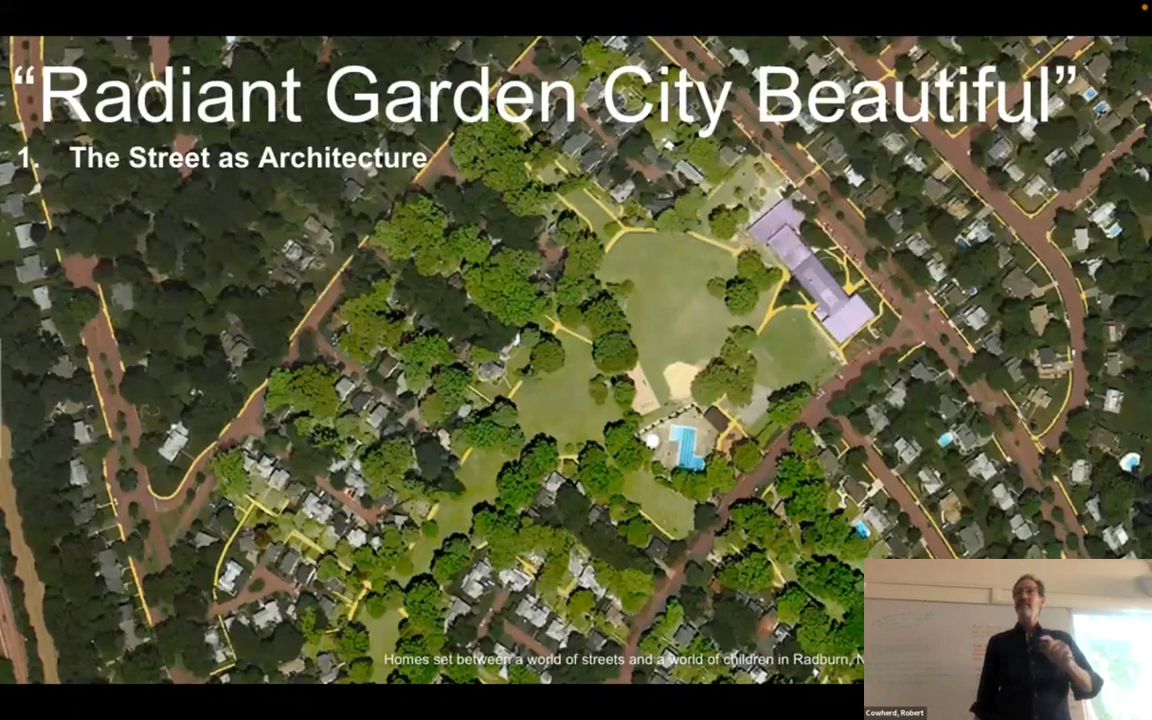 “Radiant Garden City Beautiful”
1. The Street as Architecture
Homes set between a world of streets and a world of children in Radburn, N
Cowherd, Robert